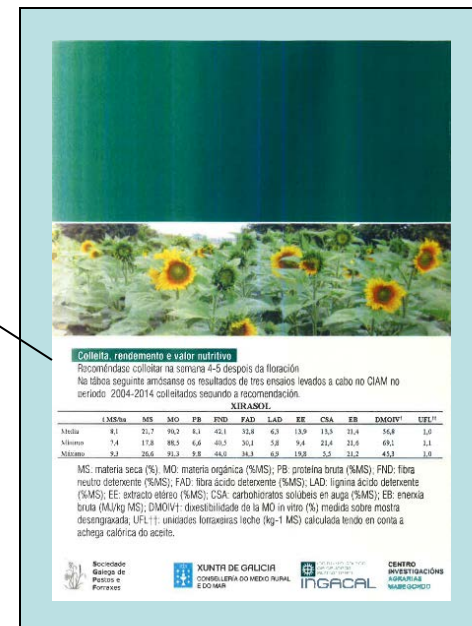 Colleita, rendemento e valor nutritivo
Recoméndase colleitar na semana 4-5 despois da floración
Na táboa seguinte amósanse os resultados de tres ensaios levados a cabo no CIAM no
período 2004-2014 colleitados segundo a recomendación.
XIRASOL
t MS/ha MS MO PB FND FAD LAD EE CSA EB DMOIV† UFL††
Media 8,1 21,7 90,2 8,1 42,1 32,8 6,3 13,9 13,3 21,4 56,8 1,0
Mínimo 7,4 17,8 88,5 6,6 40,5 30,1 5,8 9,4 21,4 21,6 69,1 1,1
Máximo 9,3 26,6 91,3 9,8 44,0 34,3 6,9 19,8 5,5 21,2 45,3 1,0
MS: materia seca (%), MO: materia orgánica (%MS); PB: proteína bruta (%MS); FND: fibra
neutro deterxente (%MS); FAD: fibra ácido deterxente (%MS); LAD: lignina ácido deterxente
(%MS); EE: extracto etéreo (%MS); CSA: carbohidratos solúbeis en auga (%MS); EB: enerxía
bruta (MJ/kg MS); DMOIV†: dixestibilidade da MO in vitro (%) medida sobre mostra
desengraxada; UFL††: unidades forraxeiras leche (kg-1 MS) calculada tendo en conta a
achega calórica do aceite.
Sociedade
Galega de
Pastos e
Forraxes
XUNTA DE GALICIA
CONSELLERÍA DO MEDIO RURAL
E DO MAR
INGACAL
CENTRO
INVESTIGACIÓNS
AGRARIAS
MABEGONDO